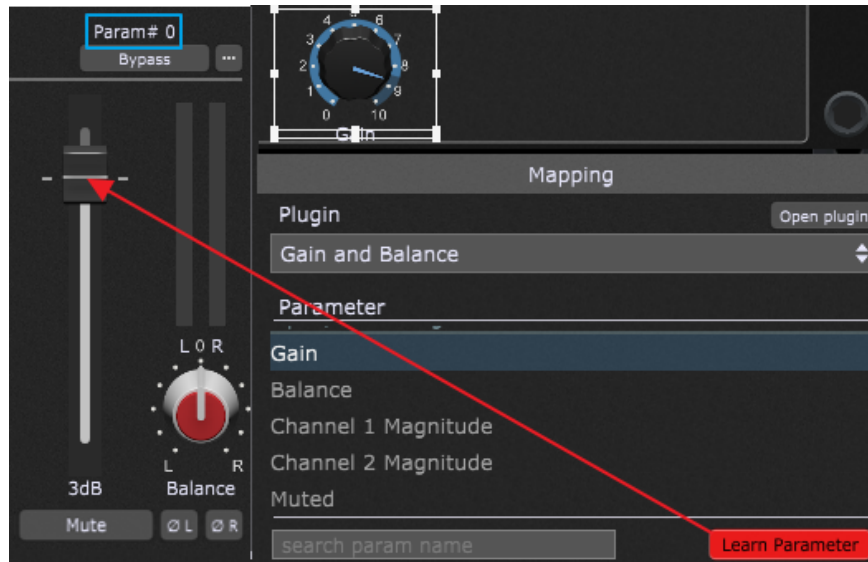 Param# 0
Bypass
...
L 0 R
L R
3dB
Balance
Mute
Ø L
Ø R
4 6
3 7
2 8
1 9
0 10
Gain
Mapping
Plugin
Open plugin
Gain and Balance
Parameter
Gain
Balance
Channel 1 Magnitude
Channel 2 Magnitude
Muted
search param name
Learn Parameter